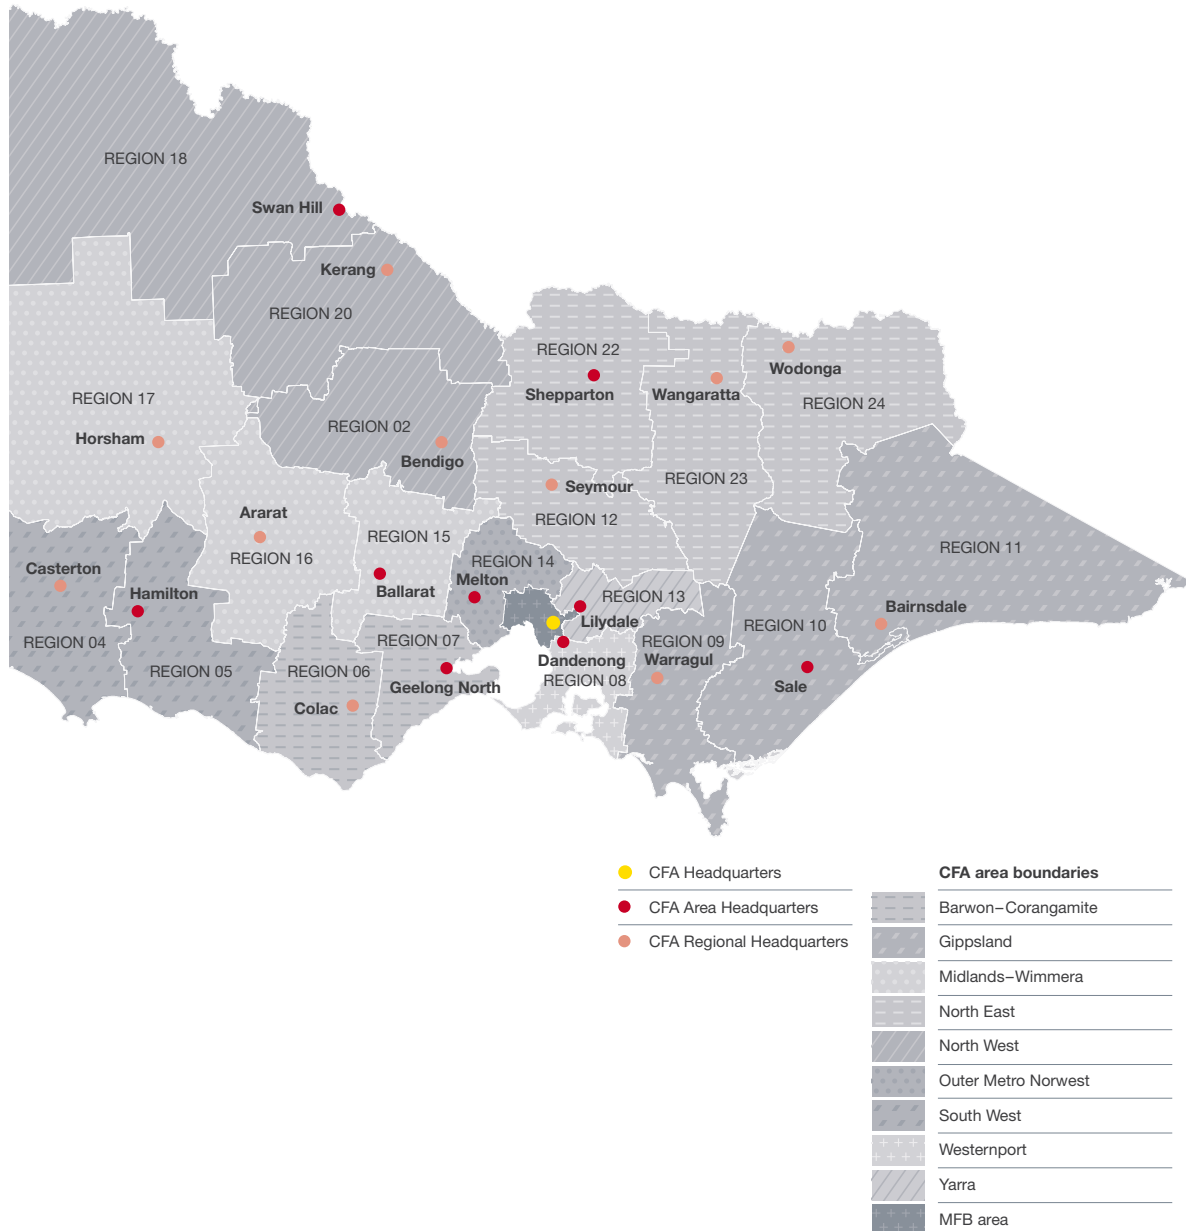 REGION 18
Swan Hill
Kerang
REGION 20
REGION 22
Shepparton
Wangaratta
Wodonga
REGION 24
REGION 17
Horsham
REGION 02
Bendigo
Seymour
REGION 23
REGION 12
Ararat
REGION 16
REGION 15
Ballarat
REGION 14
Melton
REGION 11
Casterton
Hamilton
REGION 04
REGION 05
REGION 13
Lilydale
Bairnsdale
REGION 10
REGION 07
REGION 09
Warragul
Dandenong
REGION 08
REGION 06
Geelong North
Colac
Sale
CFA Headquarters
CFA Area Headquarters
CFA Regional Headquarters
CFA area boundaries
Barwon–Corangamite
Gippsland
Midlands–Wimmera
North East
North West
Outer Metro Norwest
South West
Westernport
Yarra
MFB area